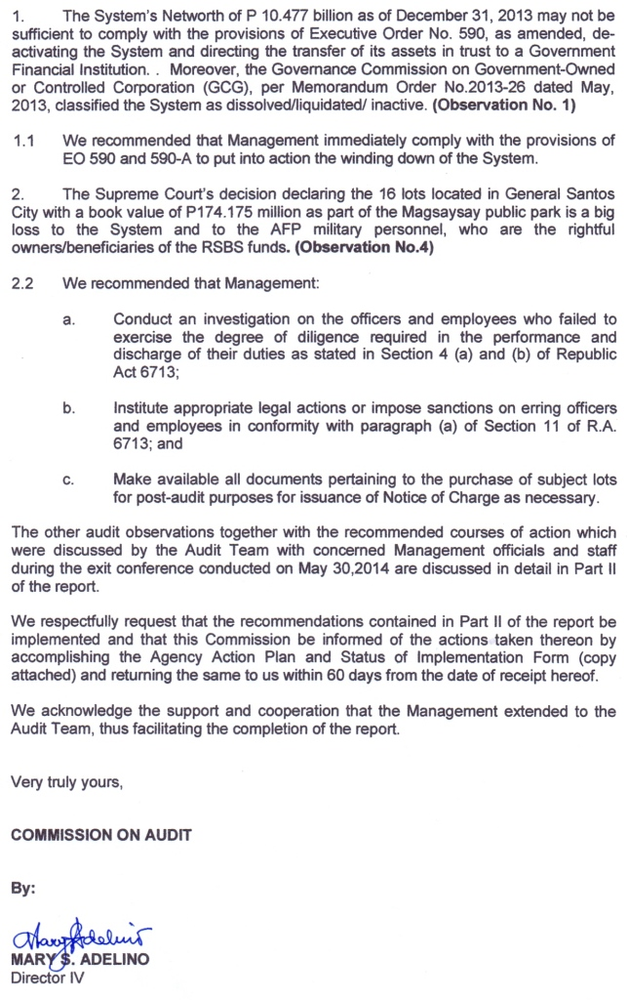 1. The System's Networth of P 10.477 billion as of December 31, 2013 may not be
sufficient to comply with the provisions of Executive Order No. 590, as amended, de-
activating the System and directing the transfer of its assets in trust to a Government
Financial Institution. . Moreover, the Governance Commission on Government-Owned
or Controlled Corporation (GCG), per Memorandum Order No.2013-26 dated May,
2013, classified the System as dissolved/liquidated/ inactive. (Observation No. 1)
1.1 We recommended that Management immediately comply with the provisions of
EO 590 and 590-A to put into action the winding down of the System.
2. The Supreme Court's decision declaring the 16 lots located in General Santos
City with a book value of P174.175 million as part of the Magsaysay public park is a big
loss to the System and to the AFP military personnel, who are the rightful
owners/beneficiaries of the RSBS funds. (Observation No.4)
2.2 We recommended that Management:
a. Conduct an investigation on the officers and employees who failed to
exercise the degree of diligence required in the performance and
discharge of their duties as stated in Section 4 (a) and (b) of Republic
Act 6713;
b. Institute appropriate legal actions or impose sanctions on erring officers
and employees in conformity with paragraph (a) of Section 11 of R.A.
6713; and
c. Make available all documents pertaining to the purchase of subject lots
for post-audit purposes for issuance of Notice of Charge as necessary.
The other audit observations together with the recommended courses of action which
were discussed by the Audit Team with concerned Management officials and staff
during the exit conference conducted on May 30,2014 are discussed in detail in Part II
of the report.
We respectfully request that the recommendations contained in Part II of the report be
implemented and that this Commission be informed of the actions taken thereon by
accomplishing the Agency Action Plan and Status of Implementation Form (copy
attached) and returning the same to us within 60 days from the date of receipt hereof.
We acknowledge the support and cooperation that the Management extended to the
Audit Team, thus facilitating the completion of the report.
Very truly yours,
COMMISSION ON AUDIT
By:
MARY S. ADELINO
Director IV